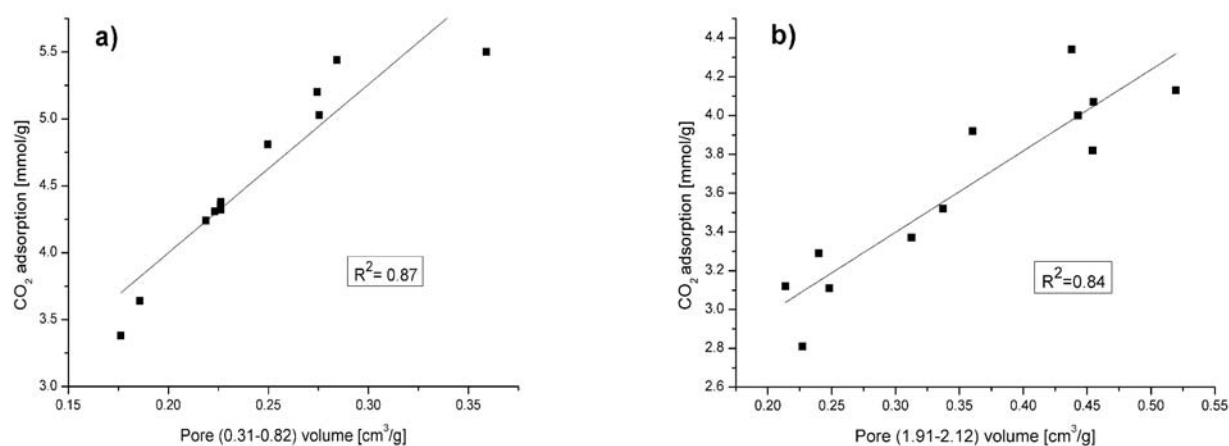 a)
CO2 adsorption [mmol/g]
5.5
5.0
4.5
4.0
3.5
3.0
R2= 0.87
0.15 0.20 0.25 0.30 0.35
Pore (0.31-0.82) volume [cm3/g]
b)
CO2 adsorption [mmol/g]
4.4
4.2
4.0
3.8
3.6
3.4
3.2
3.0
2.8
2.6
R2=0.84
0.20 0.25 0.30 0.35 0.40 0.45 0.50 0.55
Pore (1.91-2.12) volume [cm3/g]